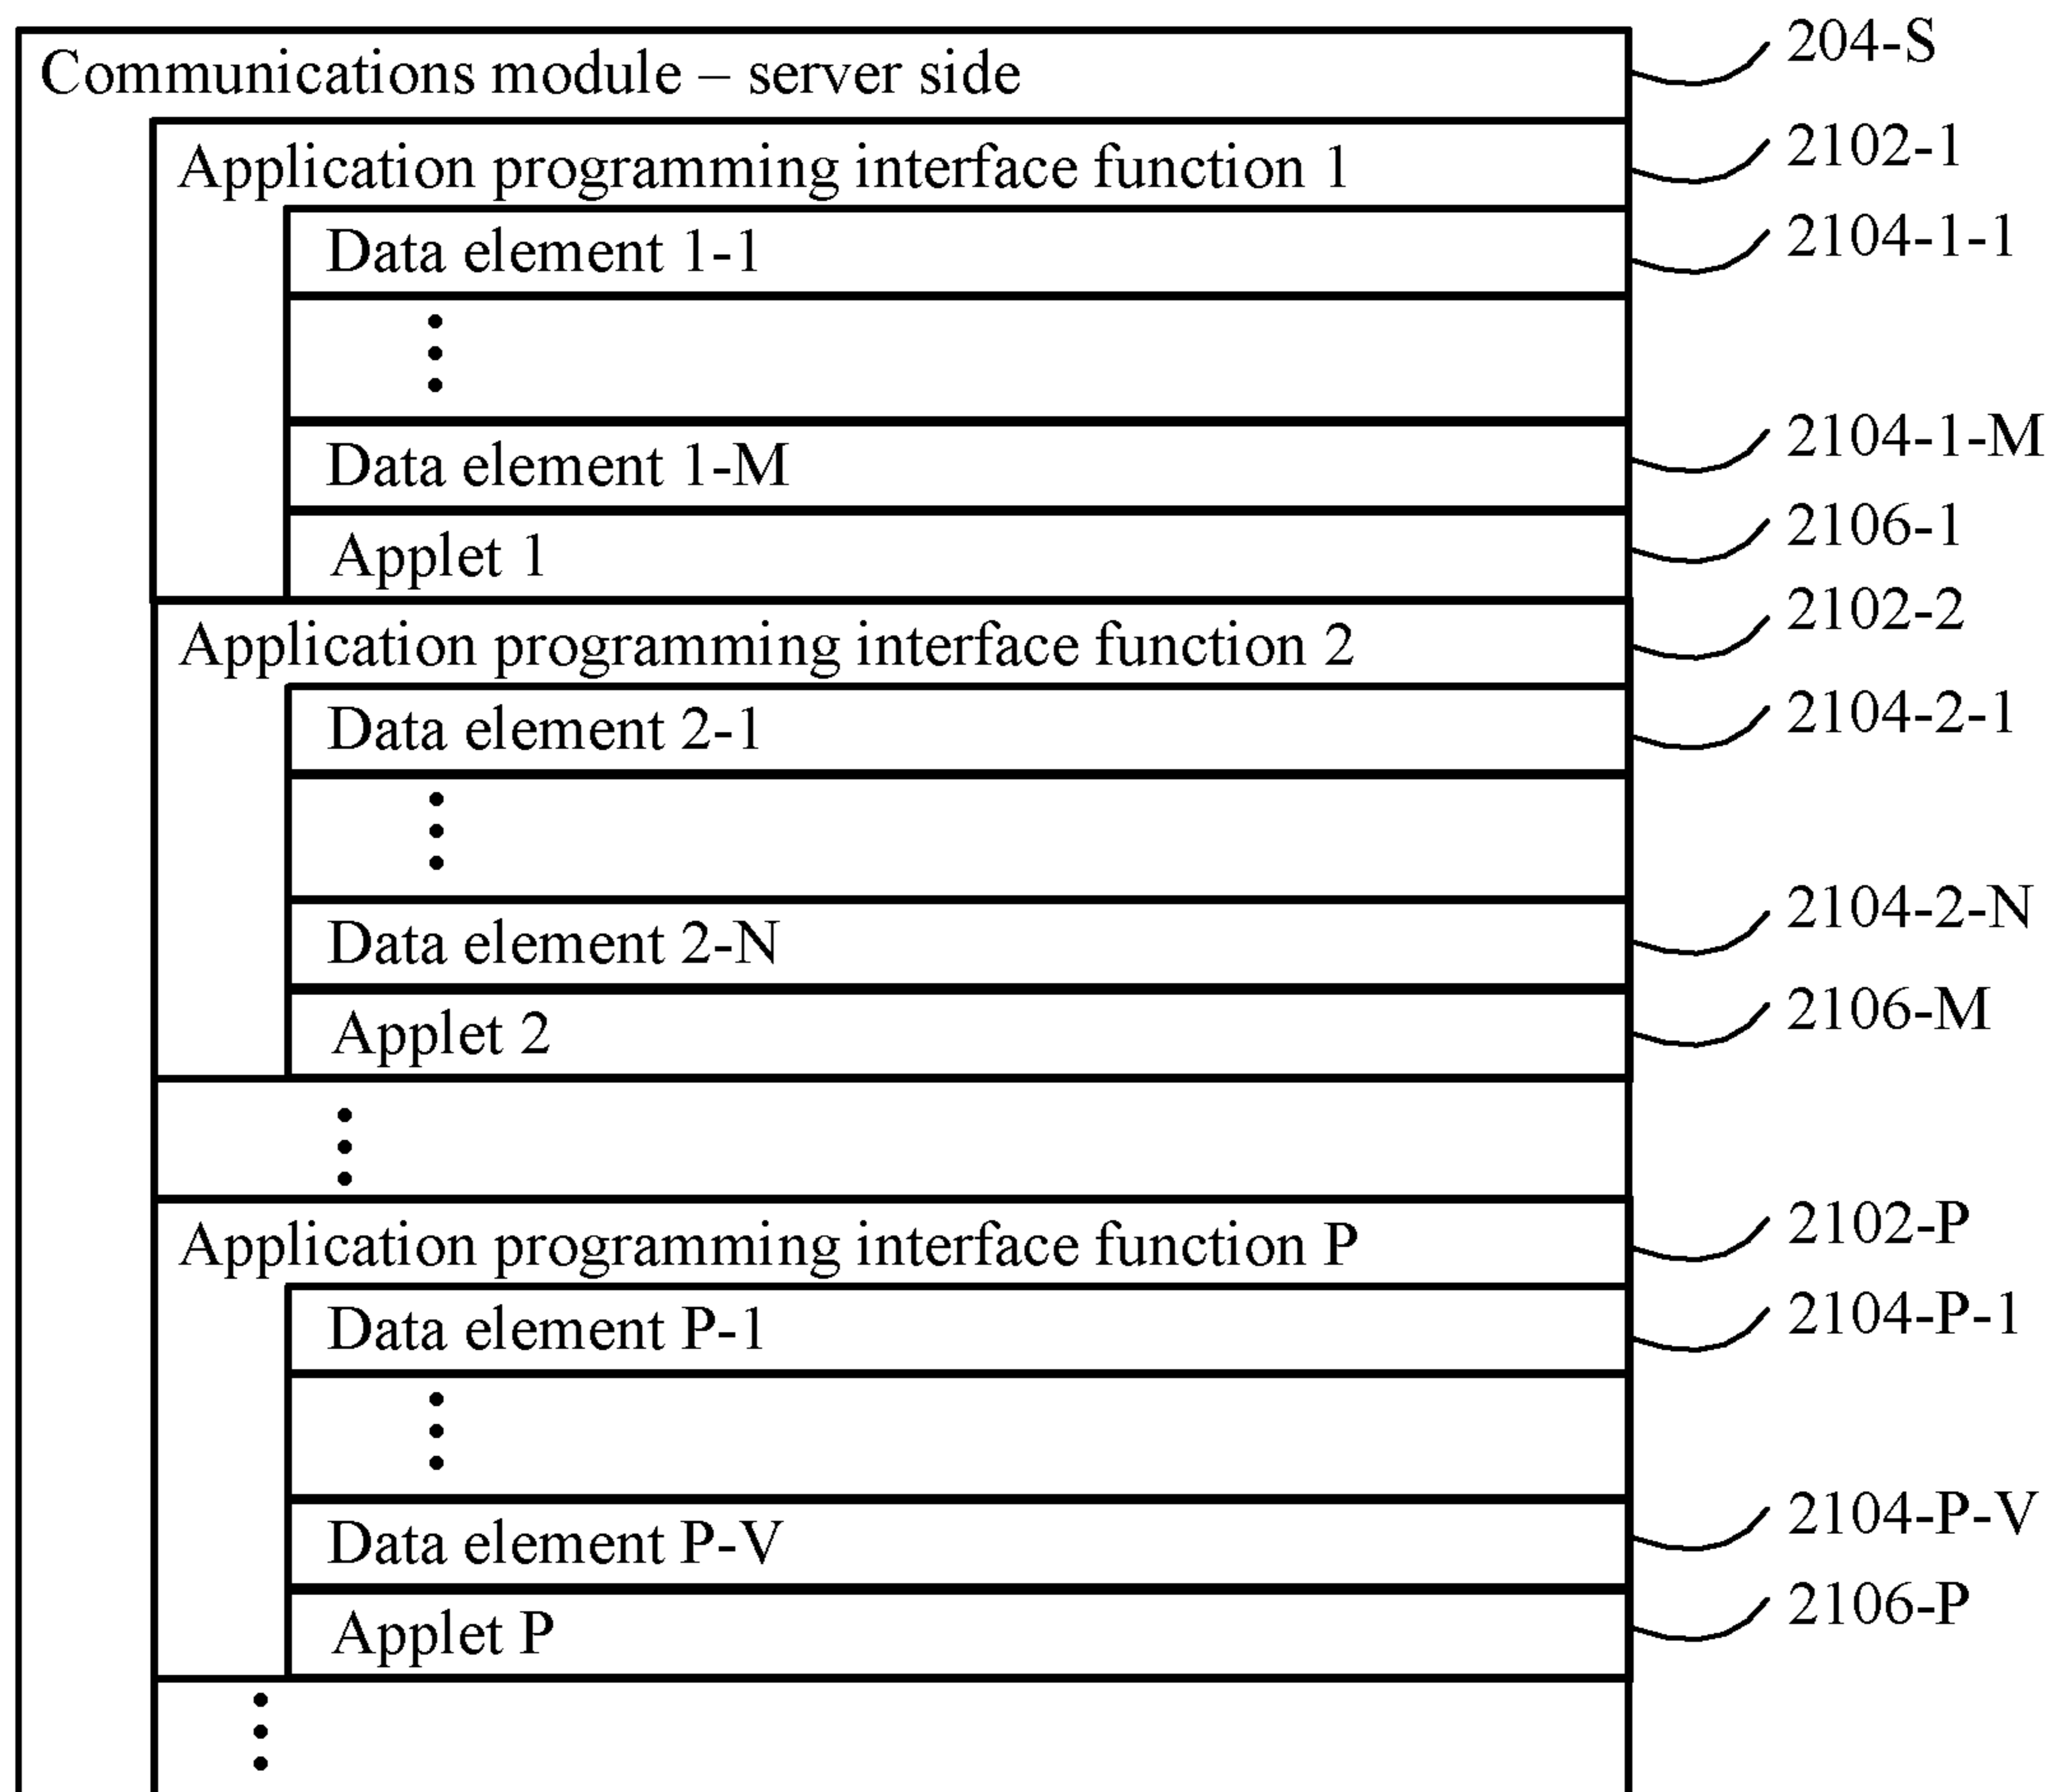 Communications module – server side 204-S
Application programming interface function 1 2102-1
Data element 1-1 2104-1-1
Data element 1-M 2104-1-M
Applet 1 2106-1
Application programming interface function 2 2102-2
Data element 2-1 2104-2-1
Data element 2-N 2104-2-N
Applet 2 2106-M
Application programming interface function P 2102-P
Data element P-1 2104-P-1
Data element P-V 2104-P-V
Applet P 2106-P